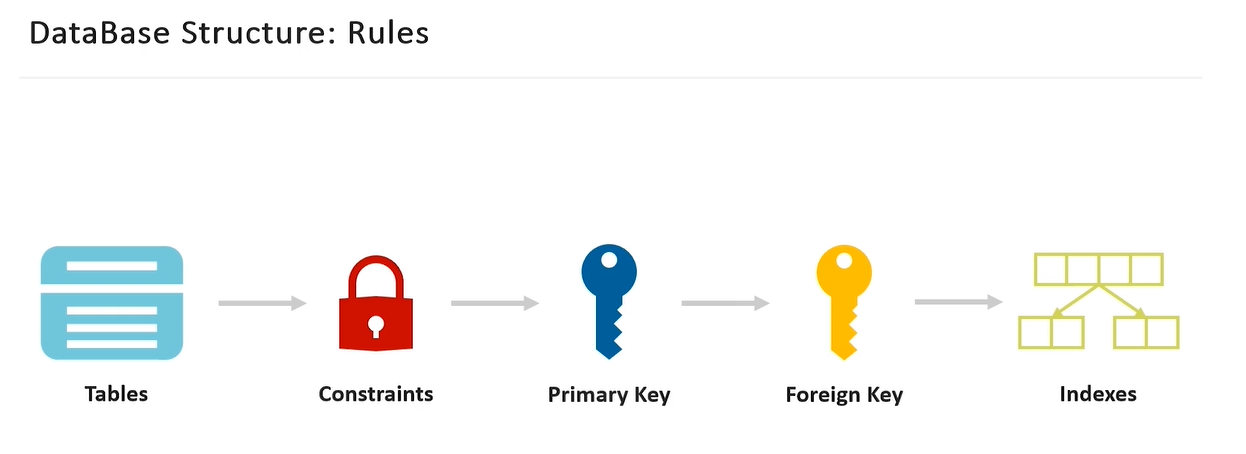 DataBase Structure: Rules
Tables
Constraints
Primary Key
Foreign Key
Indexes